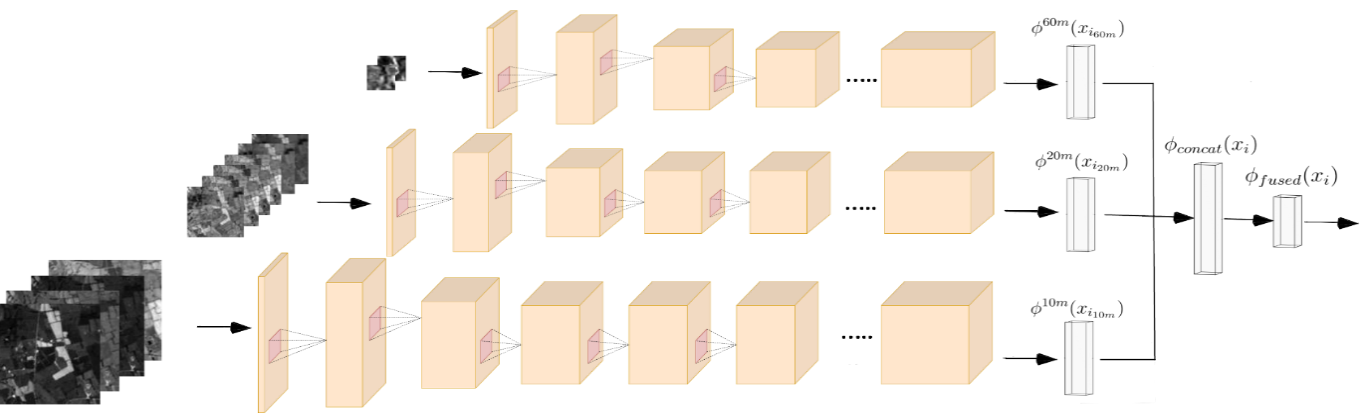 ϕ^{60m}(x_{i_{60m}})
ϕ^{20m}(x_{i_{20m}})
ϕ_{concat}(x_i)
ϕ_{fused}(x_i)
ϕ^{10m}(x_{i_{10m}})